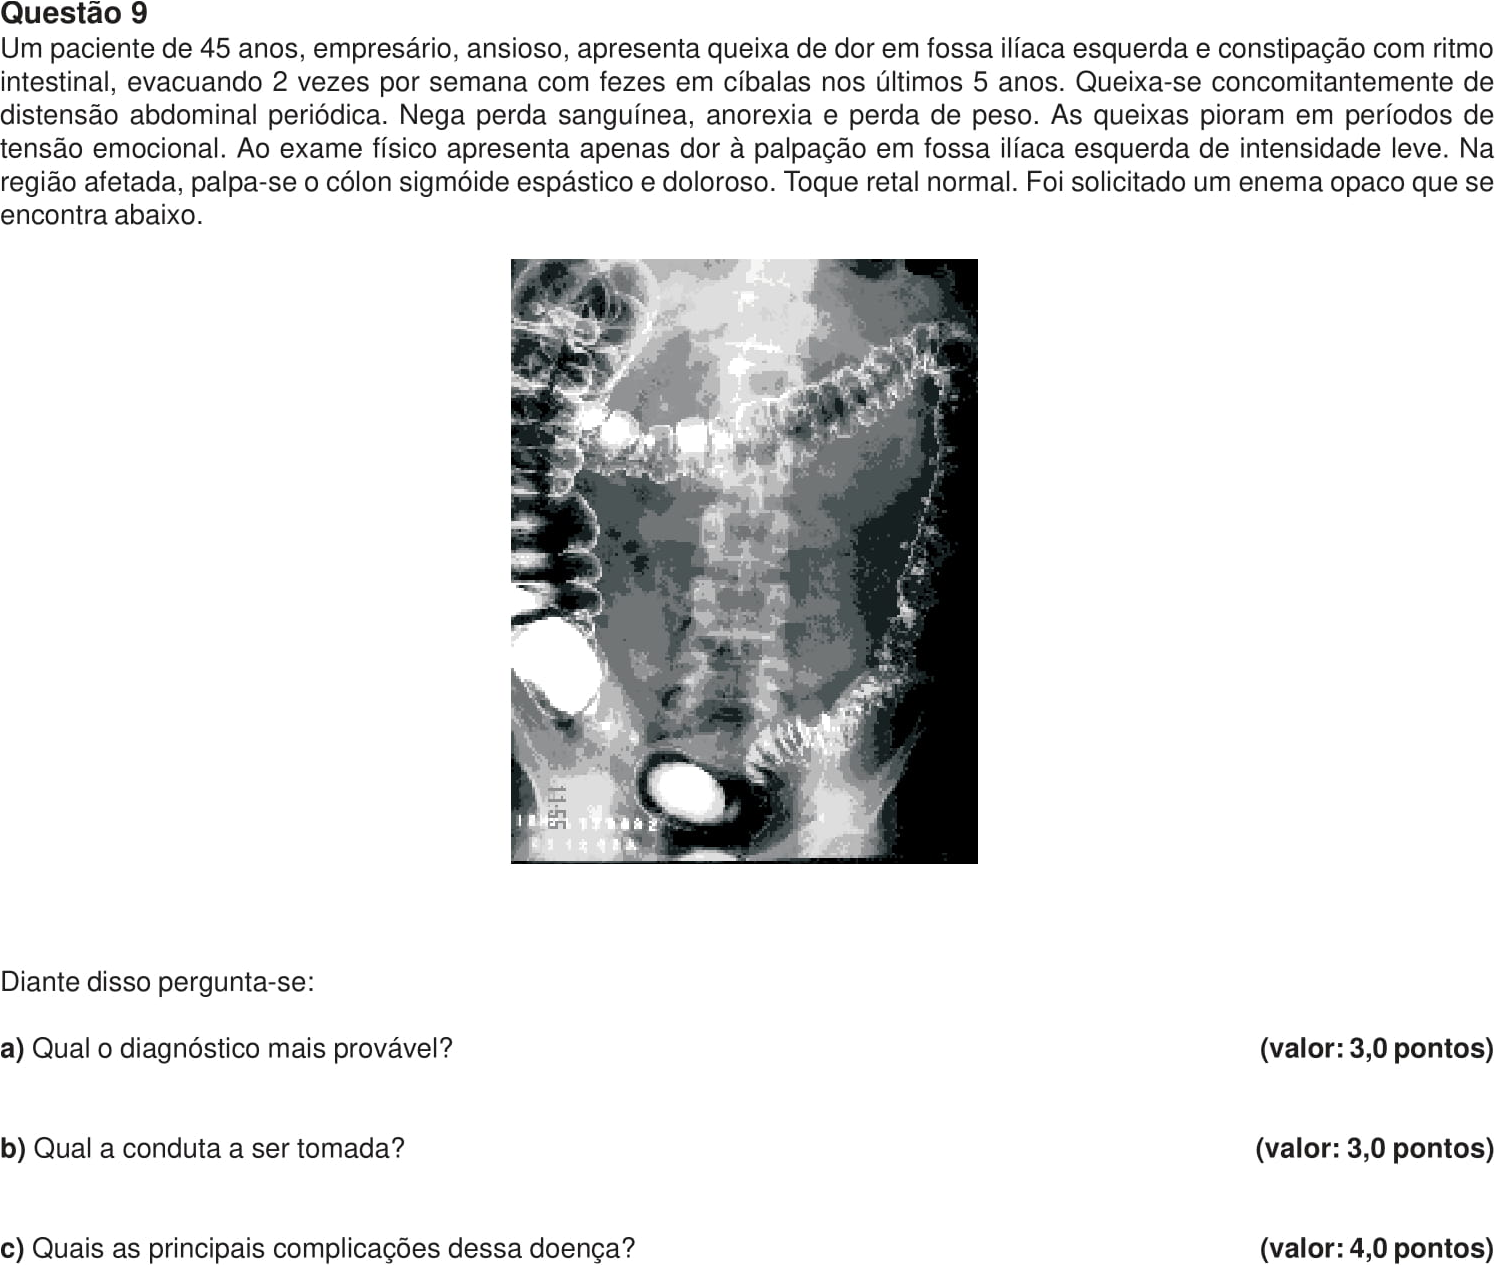 Questão 9
Um paciente de 45 anos, empresário, ansioso, apresenta queixa de dor em fossa ilíaca esquerda e constipação com ritmo
intestinal, evacuando 2 vezes por semana com fezes em cíbalas nos últimos 5 anos. Queixa-se concomitantemente de
distensão abdominal periódica. Nega perda sanguínea, anorexia e perda de peso. As queixas pioram em períodos de
tensão emocional. Ao exame físico apresenta apenas dor à palpação em fossa ilíaca esquerda de intensidade leve. Na
região afetada, palpa-se o cólon sigmóide espástico e doloroso. Toque retal normal. Foi solicitado um enema opaco que se
encontra abaixo.
11:55
Diante disso pergunta-se:
a) Qual o diagnóstico mais provável? (valor: 3,0 pontos)
b) Qual a conduta a ser tomada? (valor: 3,0 pontos)
c) Quais as principais complicações dessa doença? (valor: 4,0 pontos)